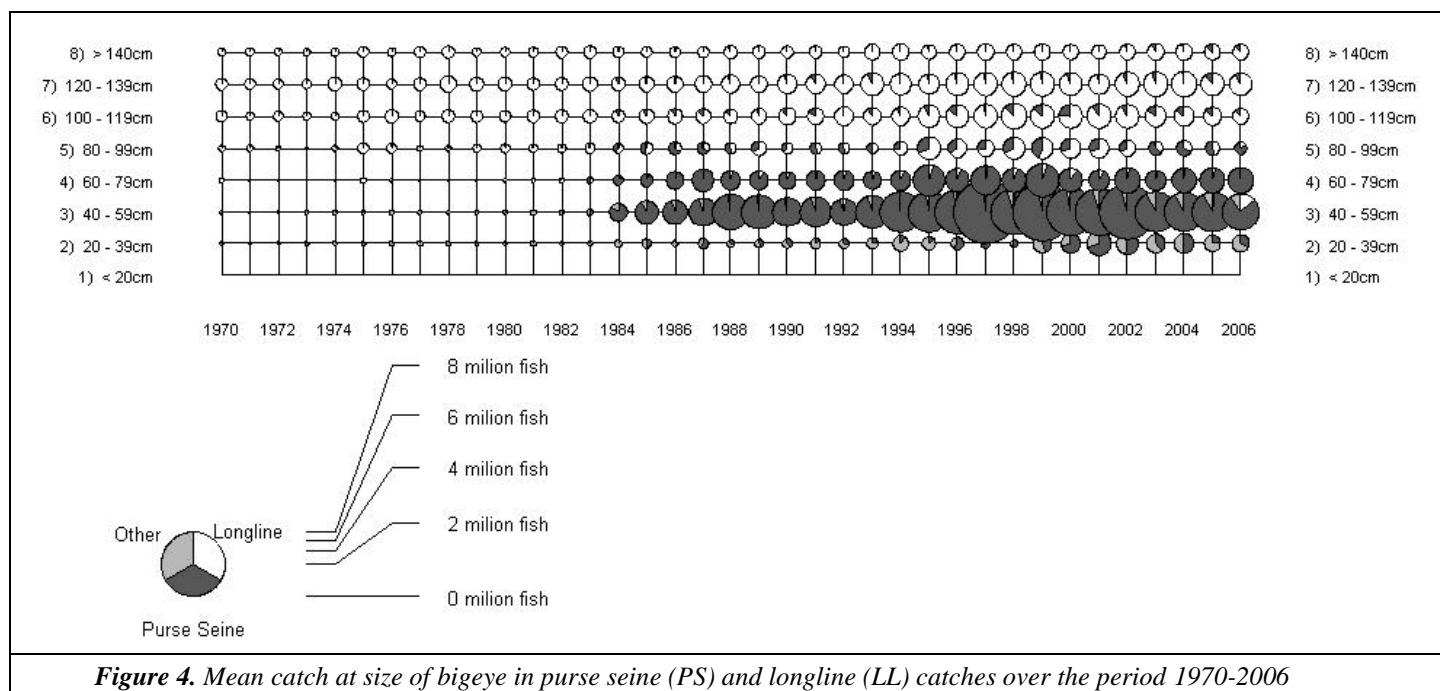 8) > 140cm 8) > 140cm
7) 120 - 139cm 7) 120 - 139cm
6) 100 - 119cm 6) 100 - 119cm
5) 80 - 99cm 5) 80 - 99cm
4) 60 - 79cm 4) 60 - 79cm
3) 40 - 59cm 3) 40 - 59cm
2) 20 - 39cm 2) 20 - 39cm
1) < 20cm 1) < 20cm
1970 1972 1974 1976 1978 1980 1982 1984 1986 1988 1990 1992 1994 1996 1998 2000 2002 2004 2006
8 milion fish
6 milion fish
4 milion fish
Other Longline 2 milion fish
0 milion fish
Purse Seine
Figure 4. Mean catch at size of bigeye in purse seine (PS) and longline (LL) catches over the period 1970-2006